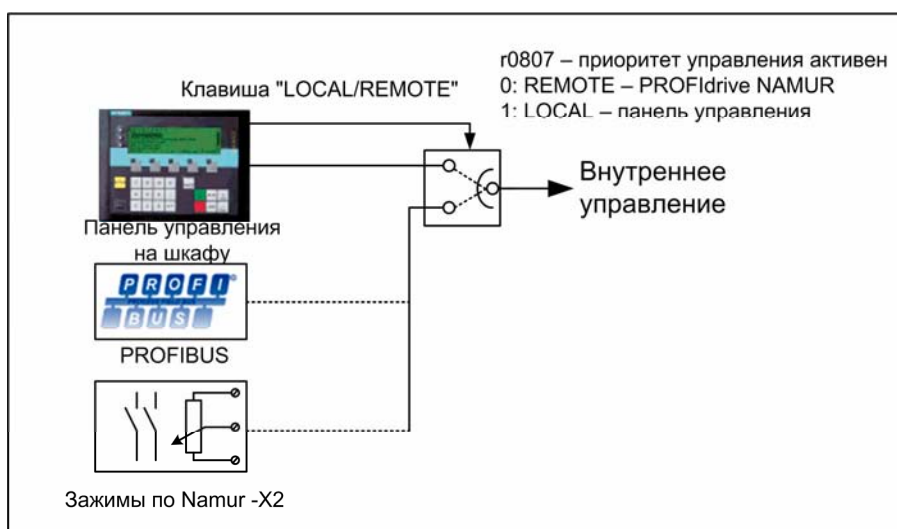 r0807 – приоритет управления активен
Клавиша "LOCAL/REMOTE"
0: REMOTE – PROFIdrive NAMUR
1: LOCAL – панель управления
Внутреннее
управление
Панель управления
на шкафу
PROFI
BUS
PROFIBUS
Зажимы по Namur -X2